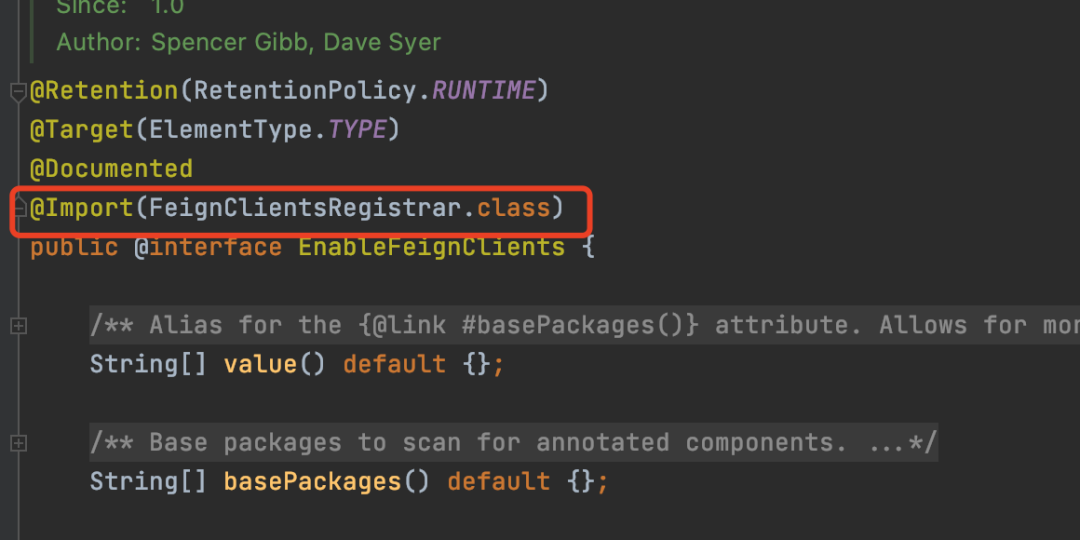 Since: 1.0
Author: Spencer Gibb, Dave Syer
@Retention(RetentionPolicy.RUNTIME)
@Target(ElementType.TYPE)
@Documented
@Import(FeignClientsRegistrar.class)
public @interface EnableFeignClients {
/** Alias for the {@link #basePackages()} attribute. Allows for
String[] value() default {};
/** Base packages to scan for annotated components. ...*/
String[] basePackages() default {};